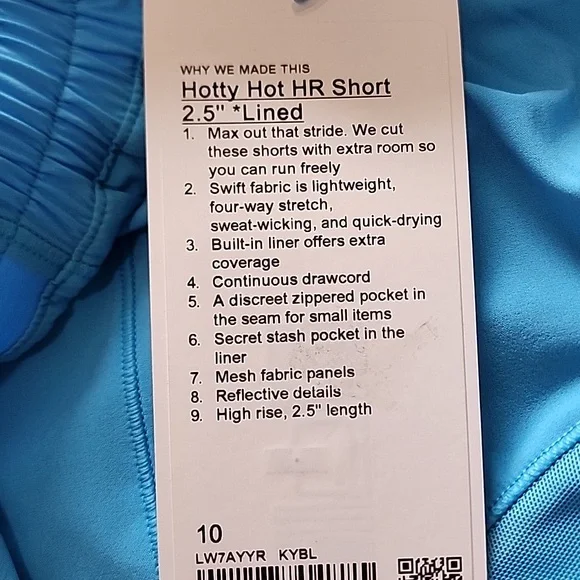 WHY WE MADE THIS
Hotty Hot HR Short
2.5" *Lined
1. Max out that stride. We cut
these shorts with extra room so
you can run freely
2. Swift fabric is lightweight,
four-way stretch,
sweat-wicking, and quick-drying
3. Built-in liner offers extra
coverage
4. Continuous drawcord
5. A discreet zippered pocket in
the seam for small items
6. Secret stash pocket in the
liner
7. Mesh fabric panels
8. Reflective details
9. High rise, 2.5" length
10
LW7AYYR KYBL